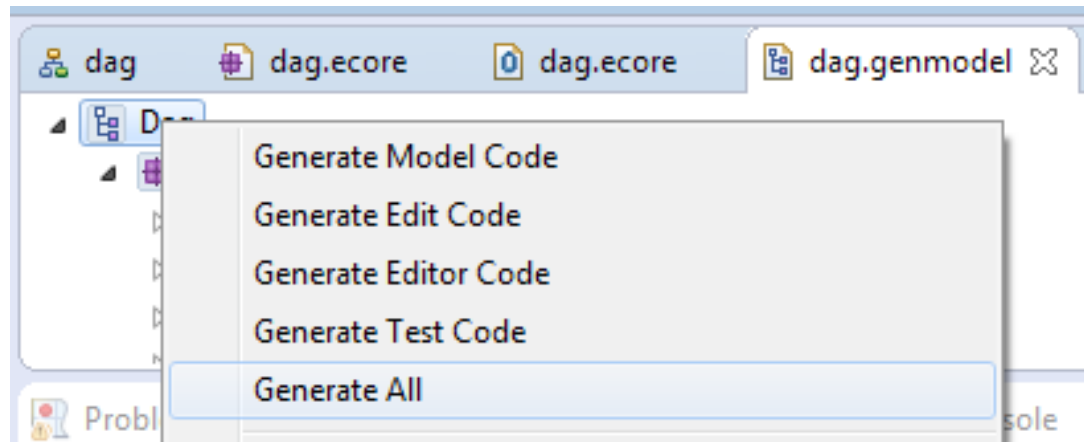 dag dag.ecore dag.ecore dag.genmodel
Generate Model Code
Generate Edit Code
Generate Editor Code
Generate Test Code
Generate All